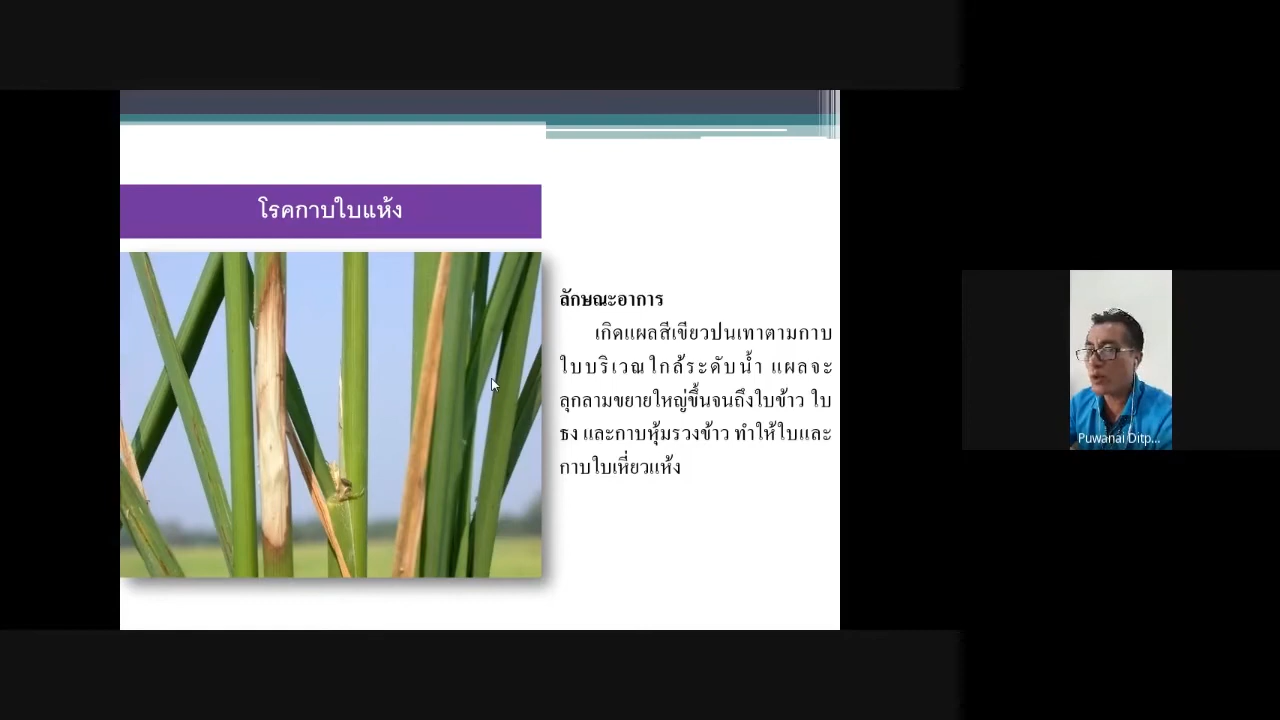 โรคกาบใบแห้ง
ลักษณะอาการ
เกิดแผลสีเขียวปนเทาตามกาบ
ใบบริเวณใกล้ระดับน้ำ แผลจะ
ลุกลามขยายใหญ่ขึ้นจนถึงใบข้าว ใบ
ธง และกาบหุ้มรวงข้าว ทำให้ใบและ
กาบใบเหี่ยวแห้ง
Puwanai Ditp...